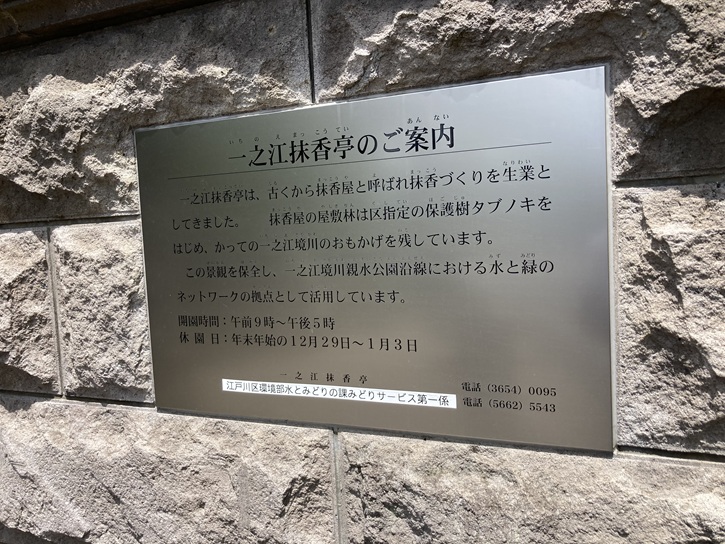 一之江抹香亭のご案内
一之江抹香亭は、古くから抹香屋と呼ばれ抹香づくりを生業と
してきました。 抹香屋の屋敷林は区指定の保護樹タブノキを
はじめ、かっての一之江境川のおもかげを残しています。
この景観を保全し、一之江境川親水公園沿線における水と緑の
ネットワークの拠点として活用しています。
開園時間：午前９時～午後５時
休園日：年末年始の１２月２９日～１月３日
一之江抹香亭 電話（3654）0095
江戸川区環境部水とみどりの課みどりサービス第一係 電話（5662）5543